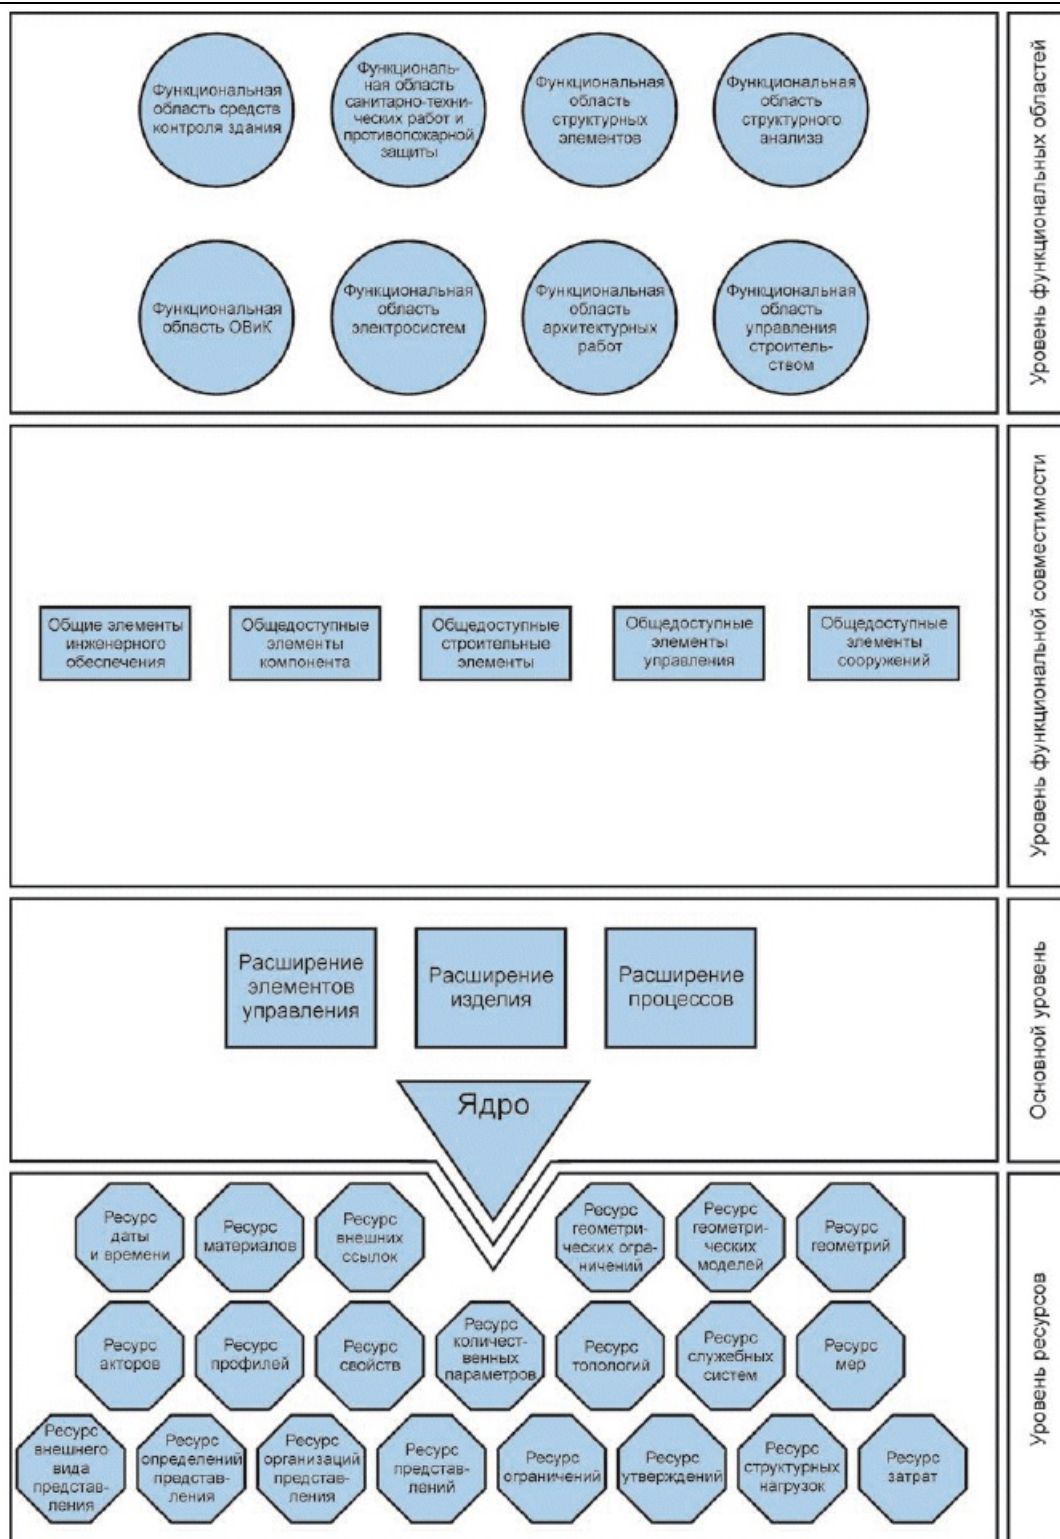 Функциональная
область средств
контроля здания
Функциональ-
ная область
санитарно-техни-
ческих работ и
противопожарной
защиты
Функциональная
область
структурных
элементов
Функциональная
область
структурного
анализа
Функциональная
область ОВиК
Функциональная
область
электросистем
Функциональная
область
архитектурных
работ
Функциональная
область
управления
строитель-
ством
Уровень функциональных областей
Общие элементы
инженерного
обеспечения
Общедоступные
элементы
компонента
Общедоступные
строительные
элементы
Общедоступные
элементы
управления
Общедоступные
элементы
сооружений
Уровень функциональной совместимости
Расширение
элементов
управления
Расширение
изделия
Расширение
процессов
Ядро
Основной уровень
Ресурс
даты
и времени
Ресурс
материалов
Ресурс
внешних
ссылок
Ресурс
геометри-
ческих огра-
ничений
Ресурс
геометри-
ческих
моделей
Ресурс
геометрий
Ресурс
акторов
Ресурс
профилей
Ресурс
свойств
Ресурс
количест-
венных
параметров
Ресурс
топологий
Ресурс
служебных
систем
Ресурс
мер
Ресурс
внешнего
вида
представ-
ления
Ресурс
определений
представ-
ления
Ресурс
организаций
представ-
ления
Ресурс
представ-
лений
Ресурс
ограничений
Ресурс
утверждений
Ресурс
структурных
нагрузок
Ресурс
затрат
Уровень ресурсов